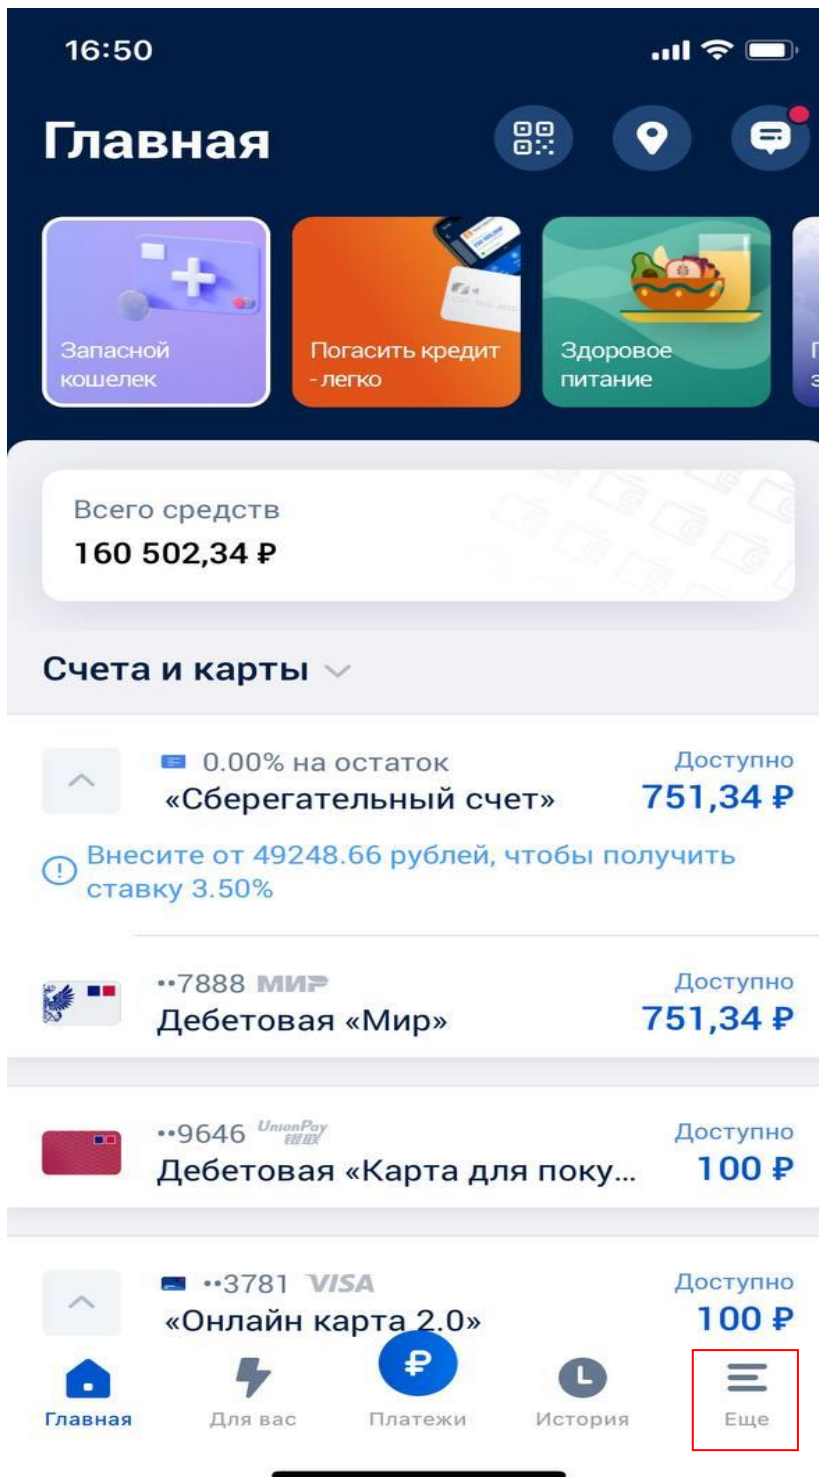 16:50
Главная
Запасной
кошелек
Погасить кредит
- легко
Здоровое
питание
Всего средств
160 502,34 ₽
Счета и карты
0.00% на остаток
«Сберегательный счет»
Доступно
751,34 ₽
Внесите от 49248.66 рублей, чтобы получить
ставку 3.50%
••7888 МИР
Дебетовая «Мир»
Доступно
751,34 ₽
••9646 UnionPay 银联
Дебетовая «Карта для поку...
Доступно
100 ₽
••3781 VISA
«Онлайн карта 2.0»
Доступно
100 ₽
₽
Главная
Для вас
Платежи
История
Еще